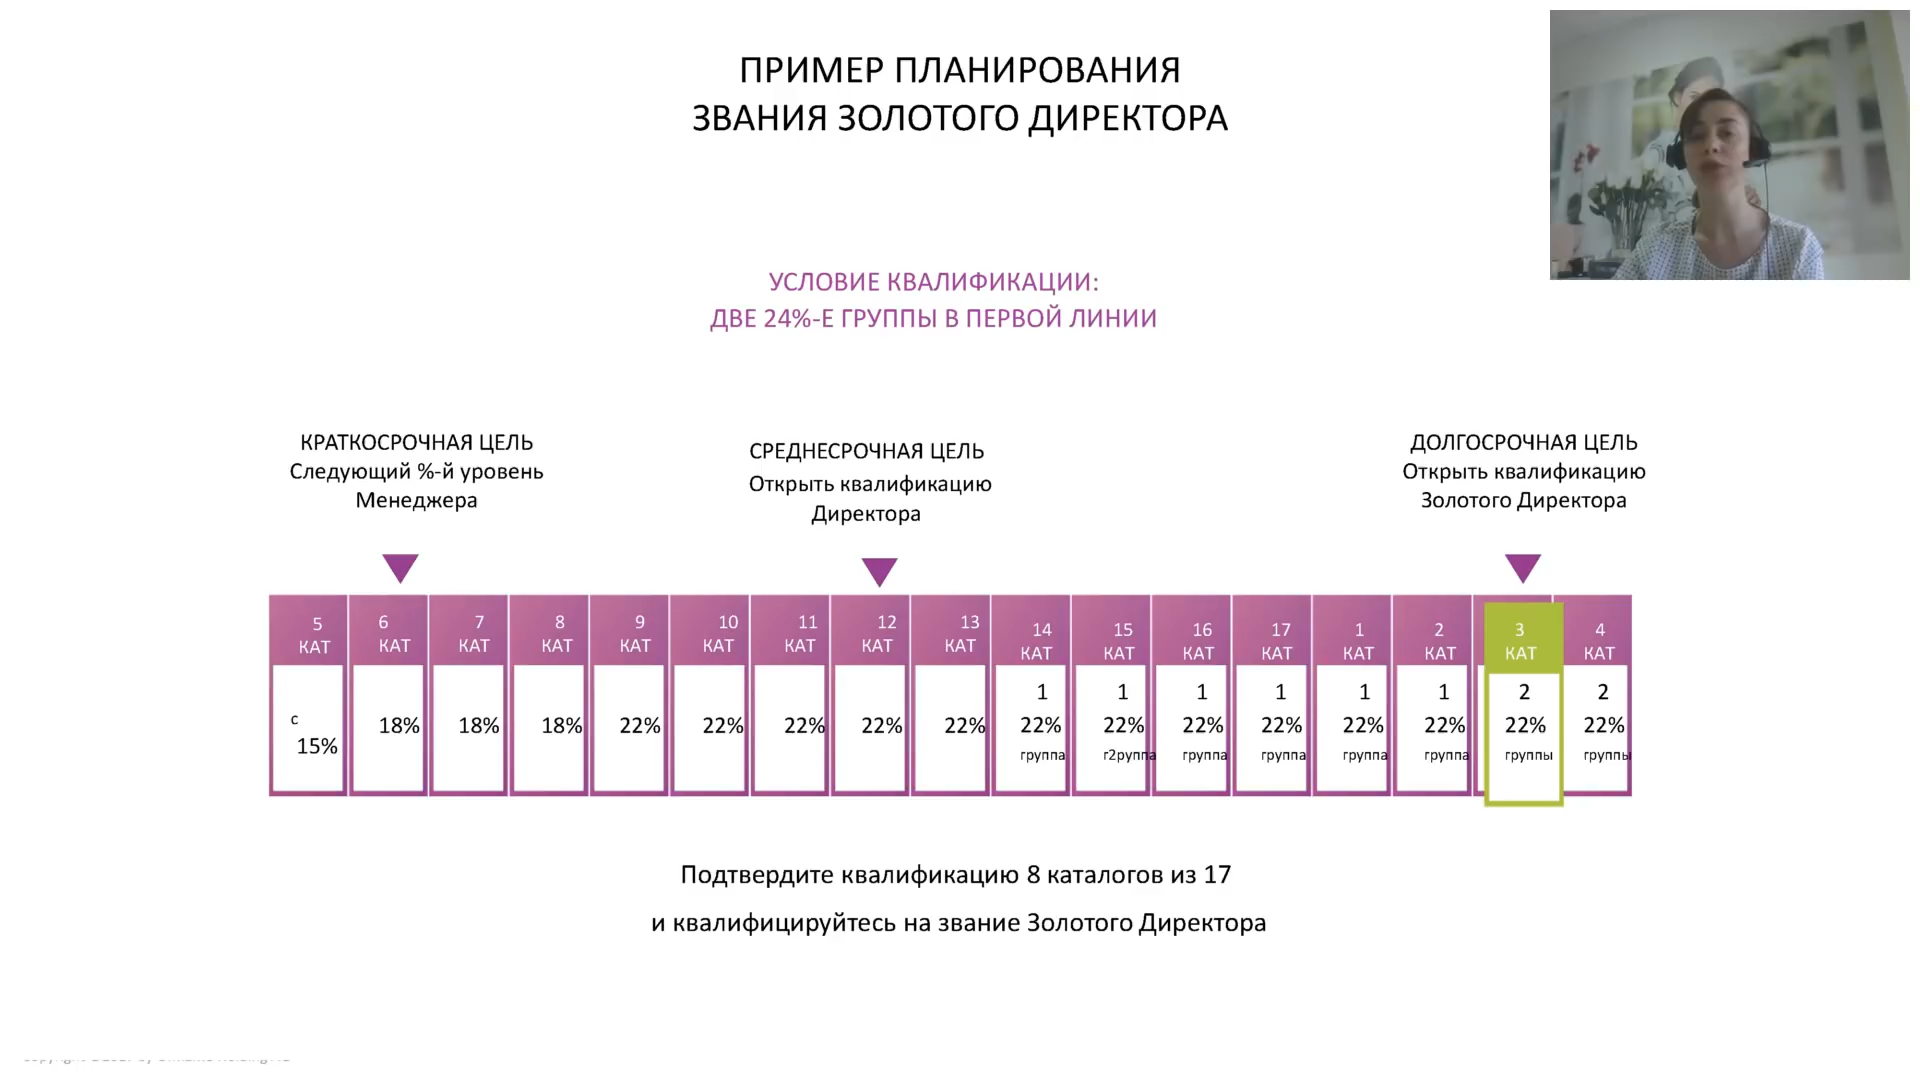 ПРИМЕР ПЛАНИРОВАНИЯ
ЗВАНИЯ ЗОЛОТОГО ДИРЕКТОРА
УСЛОВИЕ КВАЛИФИКАЦИИ:
ДВЕ 24%-Е ГРУППЫ В ПЕРВОЙ ЛИНИИ
КРАТКОСРОЧНАЯ ЦЕЛЬ
Следующий %-й уровень
Менеджера
СРЕДНЕСРОЧНАЯ ЦЕЛЬ
Открыть квалификацию
Директора
ДОЛГОСРОЧНАЯ ЦЕЛЬ
Открыть квалификацию
Золотого Директора
5 6 7 8 9 10 11 12 13 14 15 16 17 1 2 3 4
КАТ КАТ КАТ КАТ КАТ КАТ КАТ КАТ КАТ КАТ КАТ КАТ КАТ КАТ КАТ КАТ КАТ
1 1 1 1 1 1 2 2
с 15% 18% 18% 18% 22% 22% 22% 22% 22% 22% 22% 22% 22% 22% 22% 22% 22%
группа г2руппа группа группа группа группа группы группы
Подтвердите квалификацию 8 каталогов из 17
и квалифицируйтесь на звание Золотого Директора